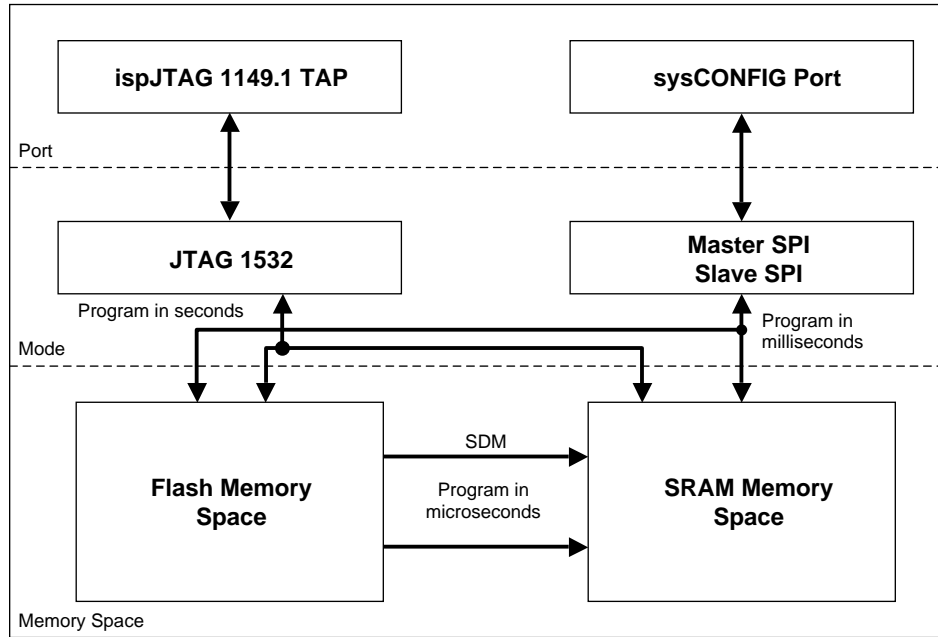 ispJTAG 1149.1 TAP
sysCONFIG Port
Port
JTAG 1532
Master SPI
Slave SPI
Program in seconds
Program in
milliseconds
Mode
SDM
Flash Memory
Space
Program in
microseconds
SRAM Memory
Space
Memory Space